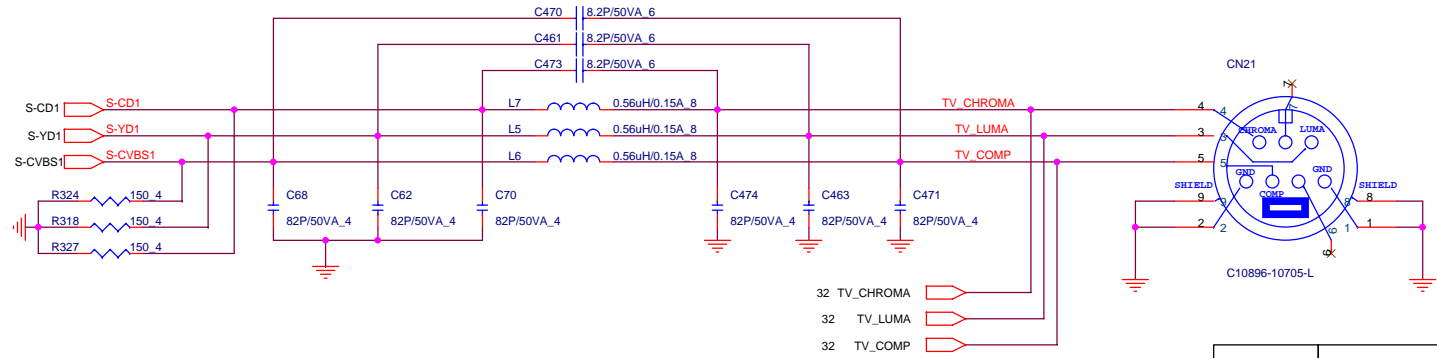 C470 8.2P/50VA_6
C461 8.2P/50VA_6
C473 8.2P/50VA_6
CN21
7
7
S-CD1 S-CD1 L7 0.56uH/0.15A_8 TV_CHROMA 4 4
CHROMA LUMA
S-YD1 S-YD1 L5 0.56uH/0.15A_8 TV_LUMA 3 3
S-CVBS1 S-CVBS1 L6 0.56uH/0.15A_8 TV_COMP 5 5
GND GND
SHIELD SHIELD
COMP
R324 150_4
C68 C62 C70 C474 C463 C471
9 9 8 8
82P/50VA_4 82P/50VA_4 82P/50VA_4 82P/50VA_4 82P/50VA_4 82P/50VA_4
R318 150_4
2 2 1 1
6
6
R327 150_4
C10896-10705-L
32 TV_CHROMA
32 TV_LUMA
32 TV_COMP